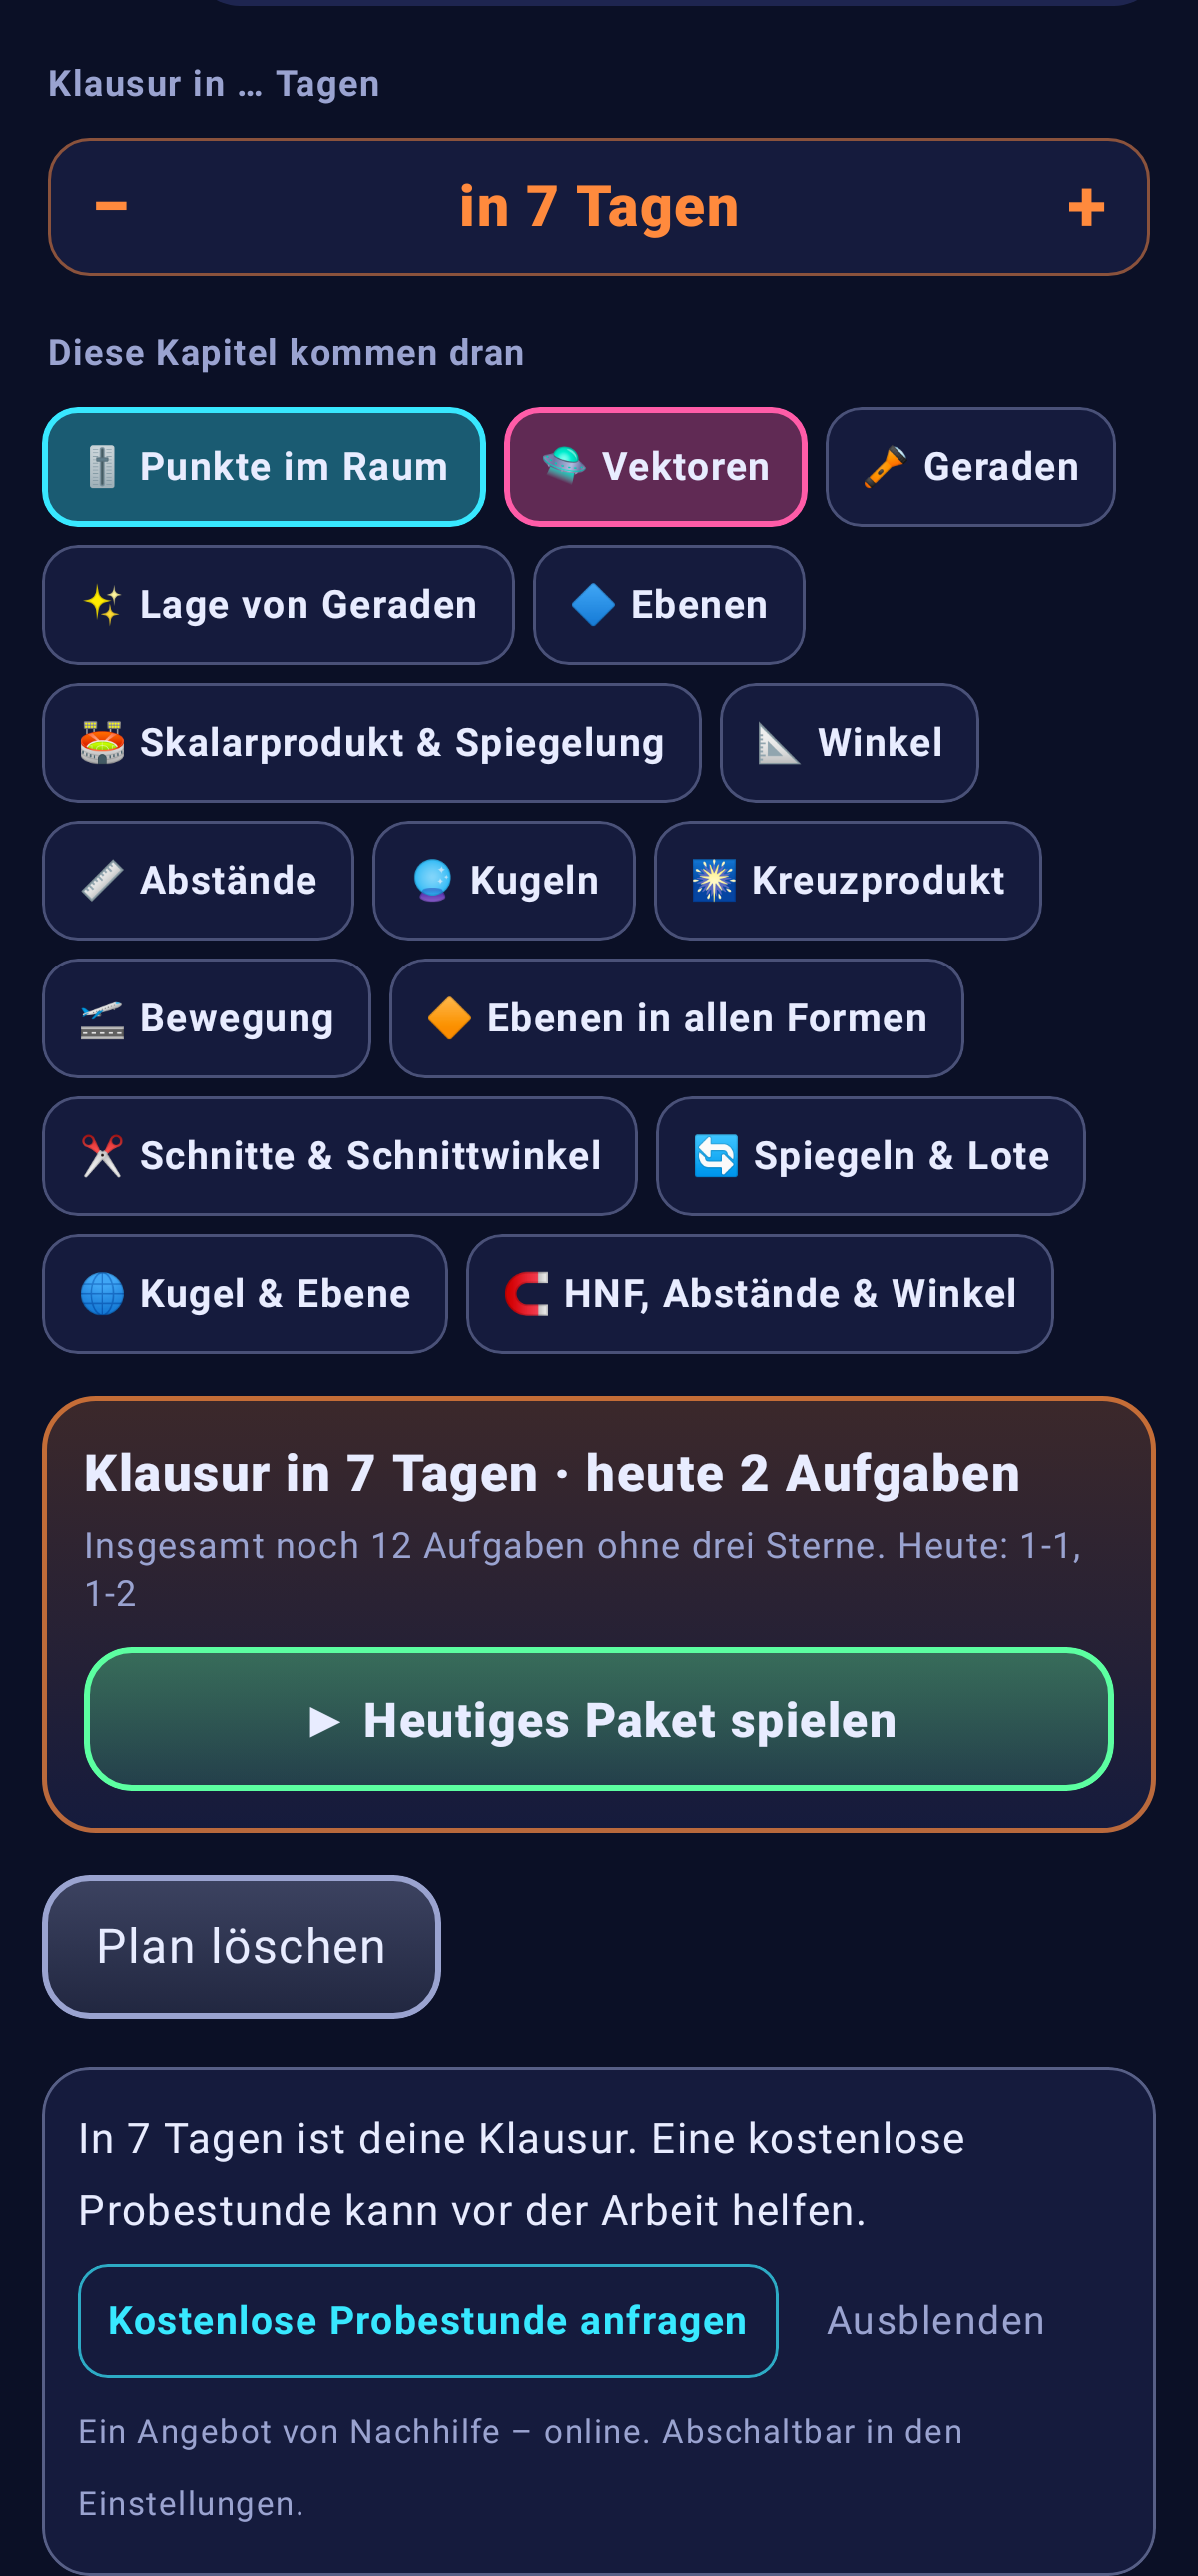 Klausur in … Tagen
− in 7 Tagen +
Diese Kapitel kommen dran
Punkte im Raum Vektoren Geraden
Lage von Geraden Ebenen
Skalarprodukt & Spiegelung Winkel
Abstände Kugeln Kreuzprodukt
Bewegung Ebenen in allen Formen
Schnitte & Schnittwinkel Spiegeln & Lote
Kugel & Ebene HNF, Abstände & Winkel
Klausur in 7 Tagen · heute 2 Aufgaben
Insgesamt noch 12 Aufgaben ohne drei Sterne. Heute: 1-1,
1-2
▶ Heutiges Paket spielen
Plan löschen
In 7 Tagen ist deine Klausur. Eine kostenlose
Probestunde kann vor der Arbeit helfen.
Kostenlose Probestunde anfragen Ausblenden
Ein Angebot von Nachhilfe – online. Abschaltbar in den
Einstellungen.